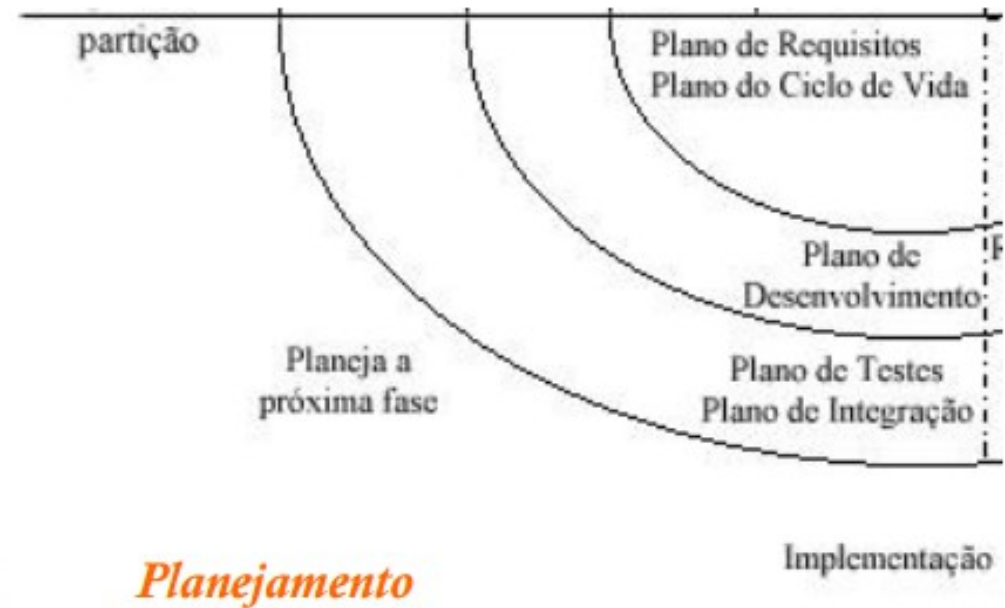 partição
Plano de Requisitos
Plano do Ciclo de Vida
Plano de
Desenvolvimento
Planeja a
próxima fase
Plano de Testes
Plano de Integração
Implementação
Planejamento